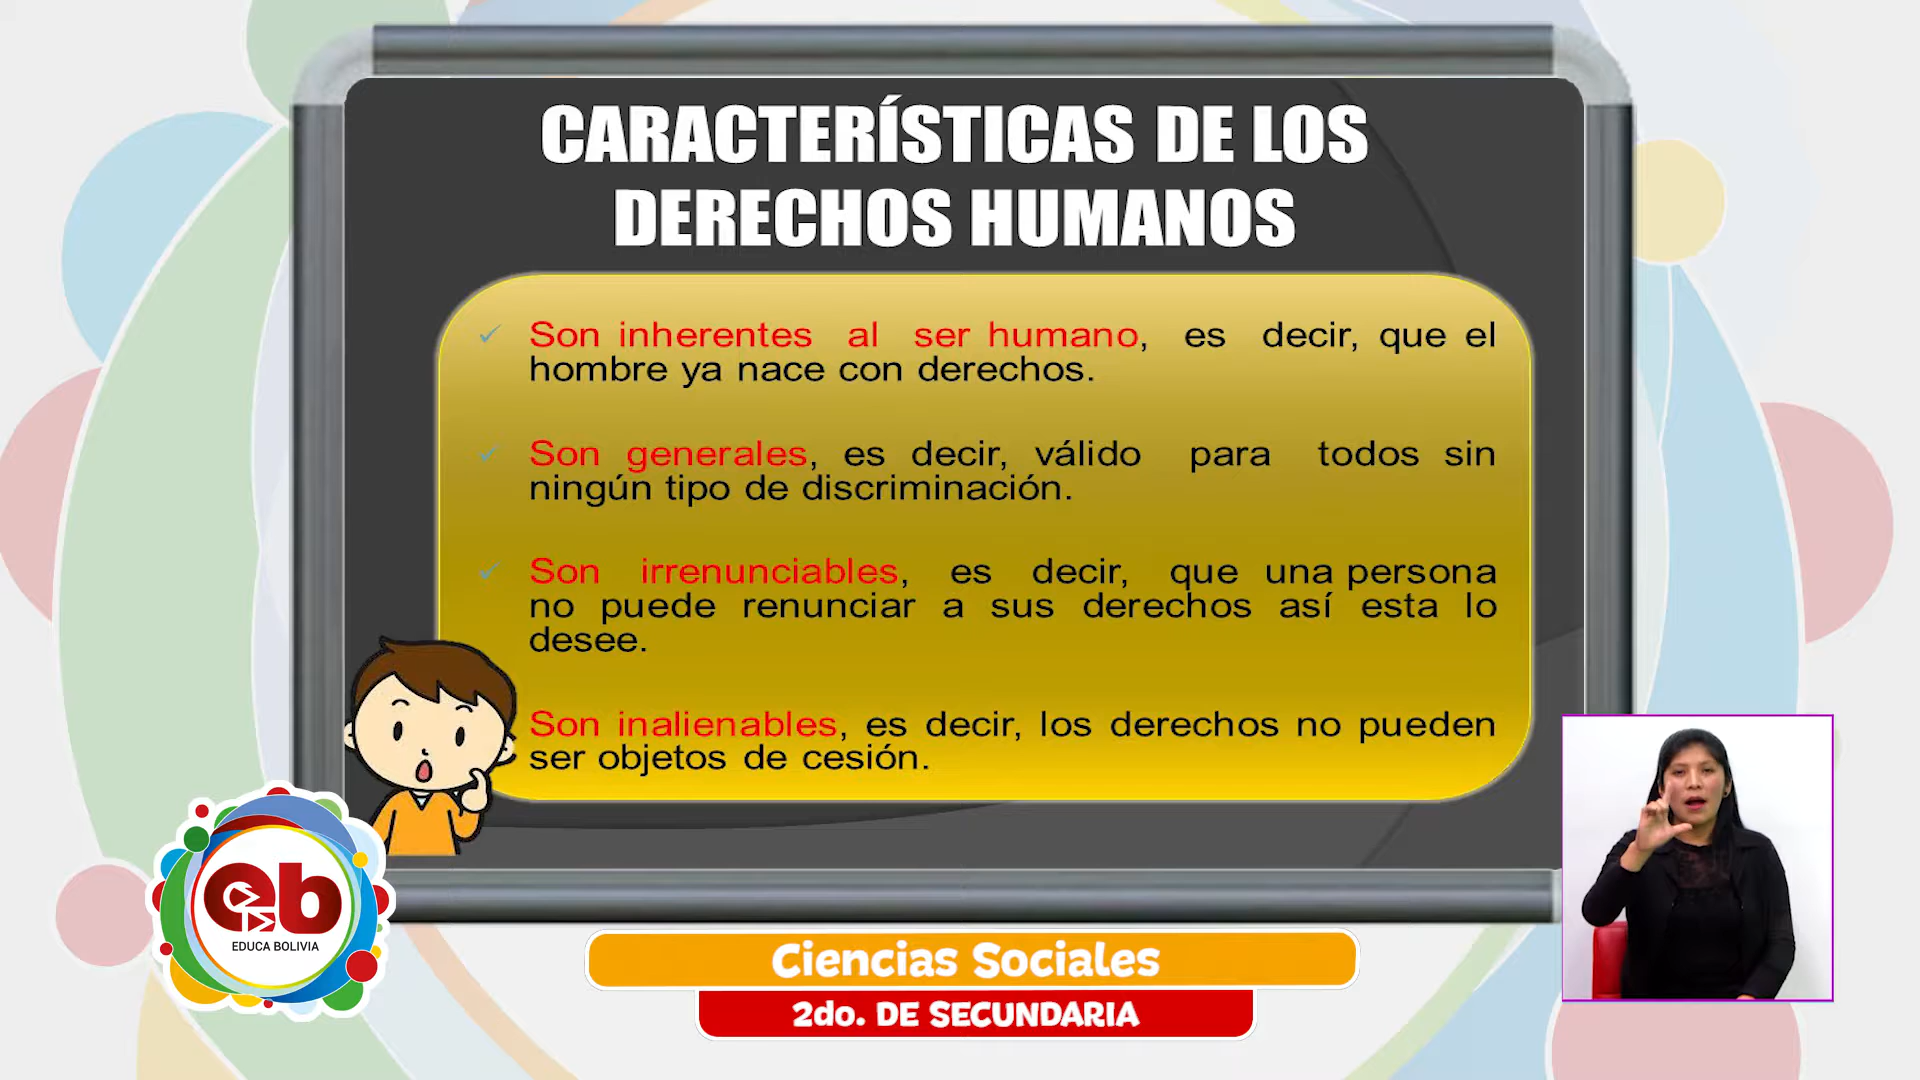 CARACTERÍSTICAS DE LOS
DERECHOS HUMANOS
Son inherentes al ser humano, es decir, que el
hombre ya nace con derechos.
Son generales, es decir, válido para todos sin
ningún tipo de discriminación.
Son irrenunciables, es decir, que una persona
no puede renunciar a sus derechos así esta lo
desee.
Son inalienables, es decir, los derechos no pueden
ser objetos de cesión.
eb
EDUCA BOLIVIA
Ciencias Sociales
2do. DE SECUNDARIA